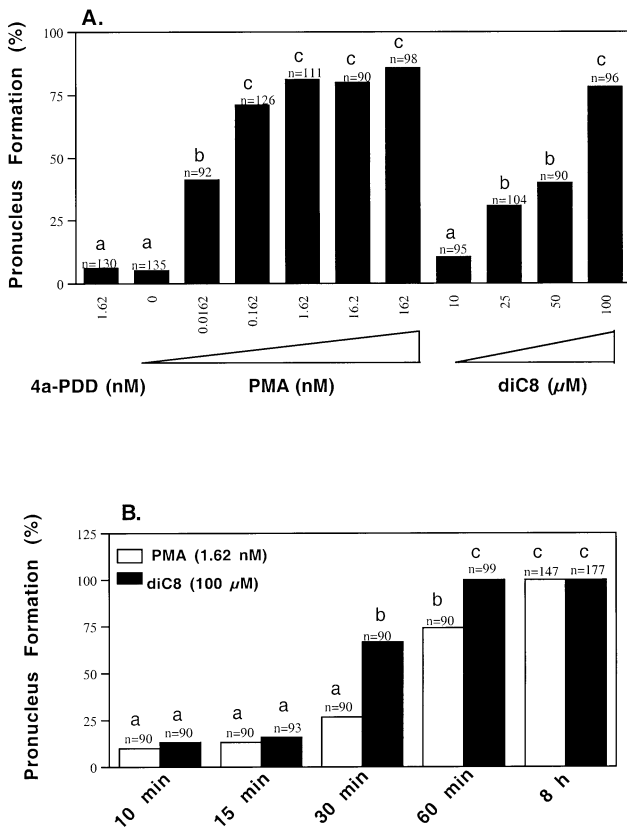 A.
Pronucleus Formation (%)
100
75
50
25
0
a
n=130
a
n=135
b
n=92
c
n=126
c
n=111
c
n=90
c
n=98
a
n=95
b
n=104
b
n=90
c
n=96
1.62
0
0.0162
0.162
1.62
16.2
162
10
25
50
100
4a-PDD (nM) PMA (nM) diC8 (µM)
B.
Pronucleus Formation (%)
125
100
75
50
25
0
PMA (1.62 nM)
diC8 (100 µM)
a
n=90
a
n=90
a
n=90
a
n=93
a
n=90
b
n=90
b
n=90
c
n=99
c
n=147
c
n=177
10 min
15 min
30 min
60 min
8 h